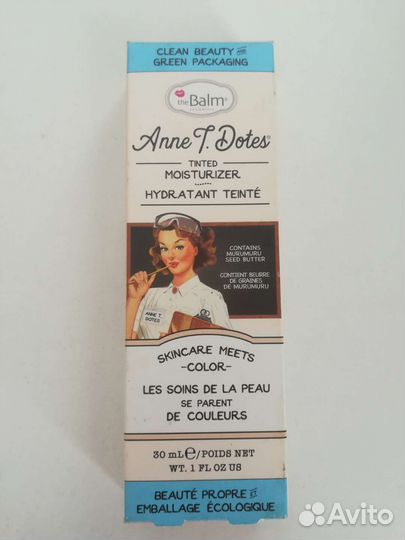 CLEAN BEAUTY AND
GREEN PACKAGING
theBalm®
COSMETICS
Anne T. Dotes®
TINTED
MOISTURIZER
HYDRATANT TEINTÉ
CONTAINS
MURUMURU
SEED BUTTER
CONTIENT BEURRE
DE GRAINES
DE MURUMURU
ANNE T.
DOTES
SKINCARE MEETS
-COLOR-
LES SOINS DE LA PEAU
SE PARENT
DE COULEURS
30 mL℮/POIDS NET
WT. 1 FL OZ US
BEAUTÉ PROPRE ET
EMBALLAGE ÉCOLOGIQUE
Avito